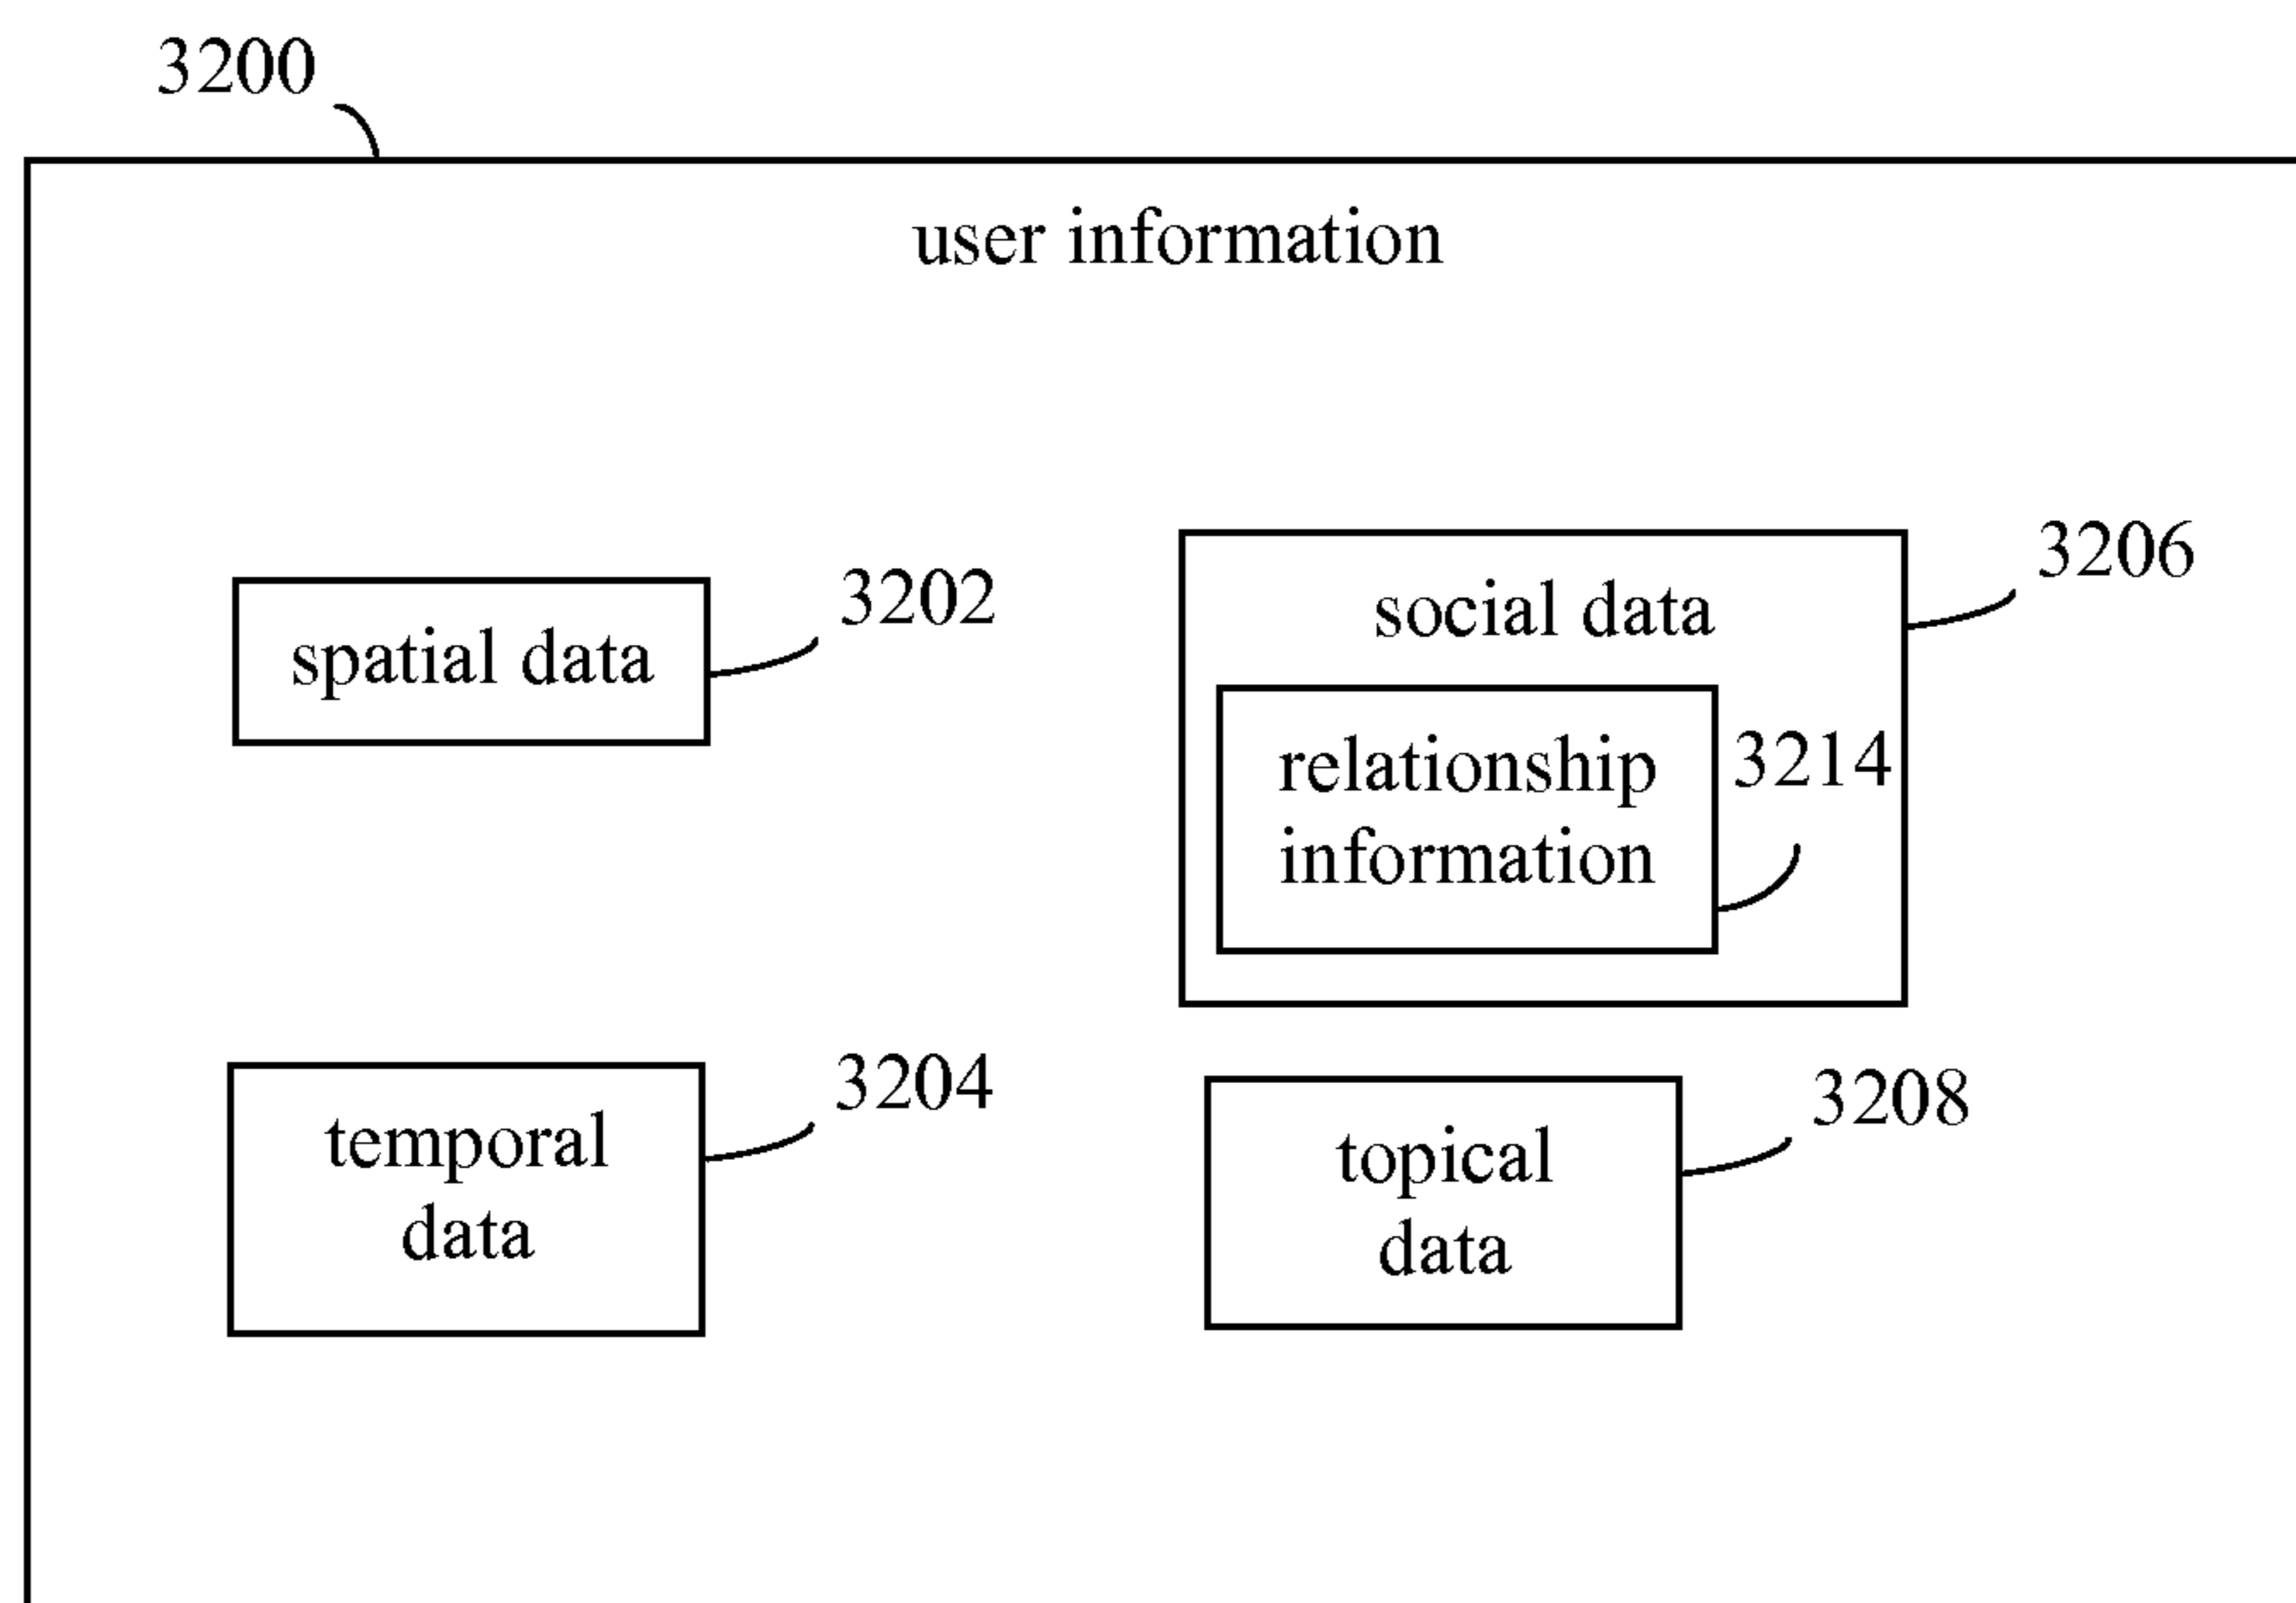 3200
user information
spatial data
3202
social data
3206
relationship
information
3214
temporal
data
3204
topical
data
3208